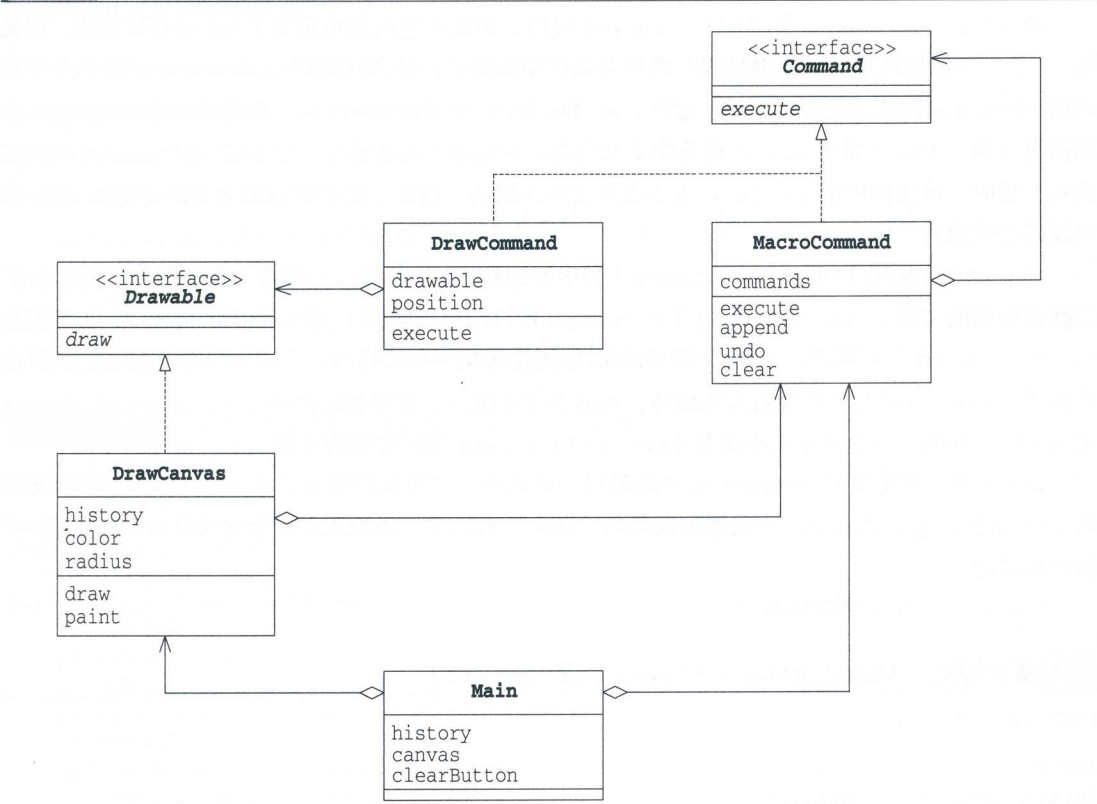 <<interface>>
Command
execute
DrawCommand
drawable
position
execute
MacroCommand
commands
execute
append
undo
clear
<<interface>>
Drawable
draw
DrawCanvas
history
color
radius
draw
paint
Main
history
canvas
clearButton